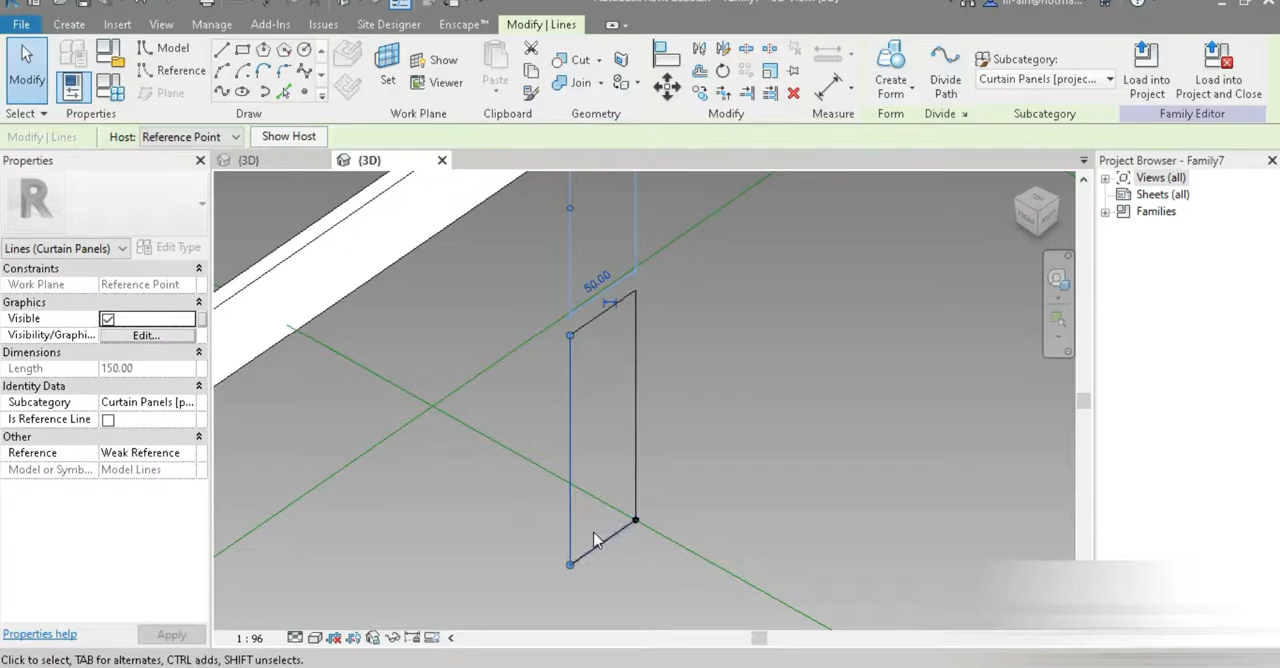 File Create Insert View Manage Add-Ins Issues Site Designer Enscape™ Modify | Lines
Modify
Model
Reference
Plane
Set
Show
Viewer
Paste
Cut
Join
Create Form
Divide Path
Subcategory:
Curtain Panels [projec...
Load into Project
Load into Project and Close
Select Properties Draw Work Plane Clipboard Geometry Modify Measure Form Divide Subcategory Family Editor
Modify | Lines Host: Reference Point Show Host
Properties
{3D}
{3D}
Project Browser - Family7
R
Views (all)
Sheets (all)
Families
Lines (Curtain Panels) Edit Type
Constraints
Work Plane Reference Point
Graphics
Visible
Visibility/Graphi... Edit...
Dimensions
Length 150.00
Identity Data
Subcategory Curtain Panels [p...
Is Reference Line
Other
Reference Weak Reference
Model or Symb... Model Lines
50.00
Properties help Apply
1 : 96
Click to select, TAB for alternates, CTRL adds, SHIFT unselects.